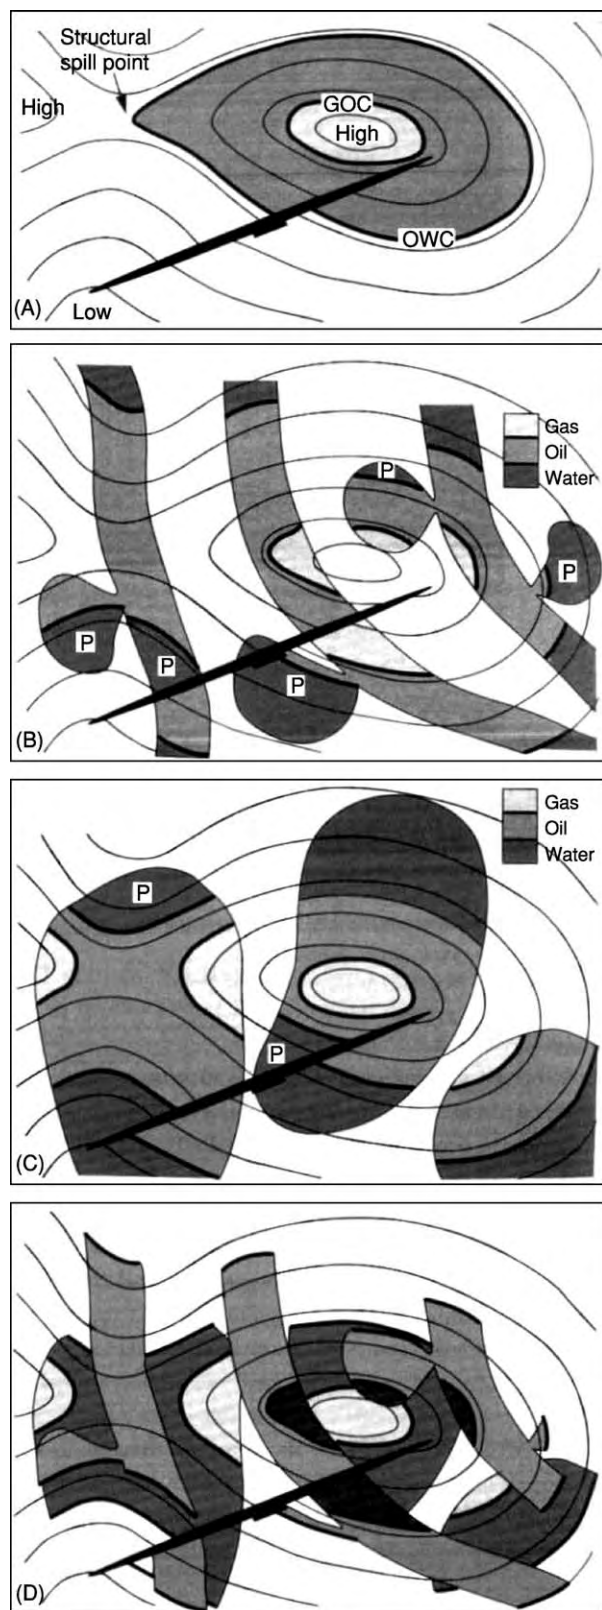 Structural
spill point
High
GOC
High
OWC
Low
(A)
Gas
Oil
Water
P
P
P
P
P
(B)
Gas
Oil
Water
P
P
(C)
(D)